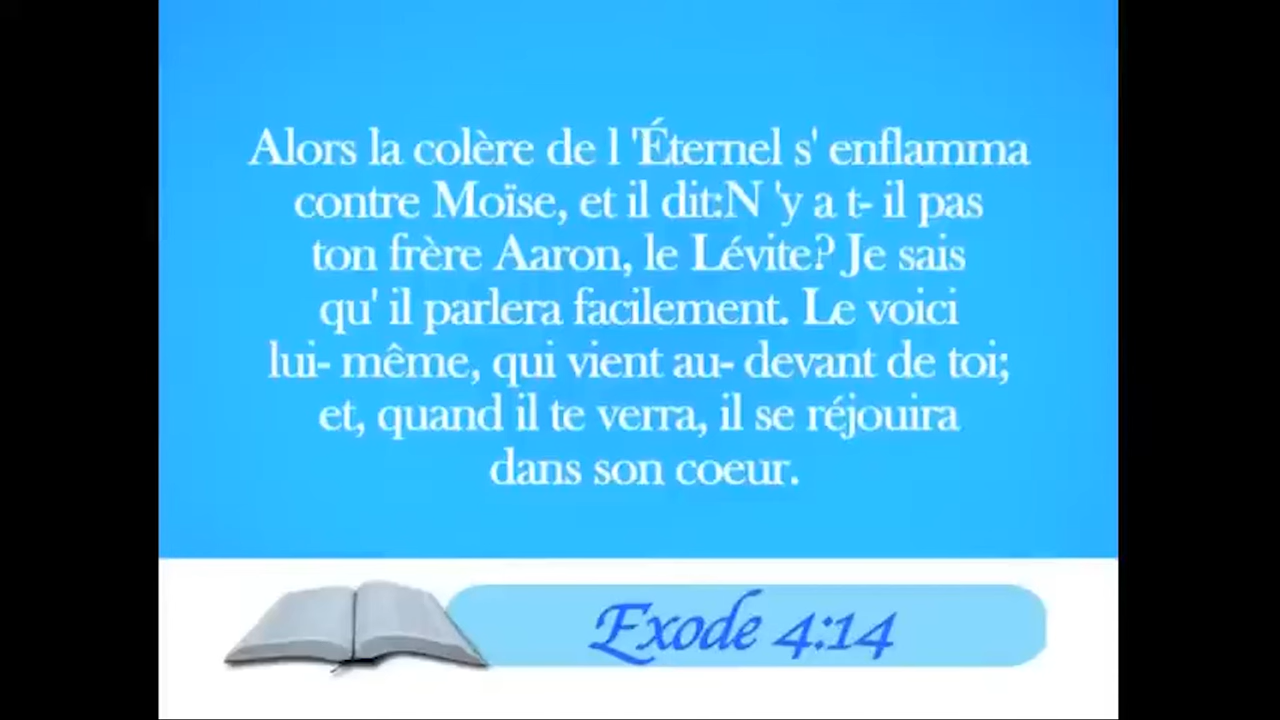 Alors la colère de l 'Éternel s' enflamma
contre Moïse, et il dit:N 'y a t- il pas
ton frère Aaron, le Lévite? Je sais
qu' il parlera facilement. Le voici
lui- même, qui vient au- devant de toi;
et, quand il te verra, il se réjouira
dans son coeur.
Exode 4:14